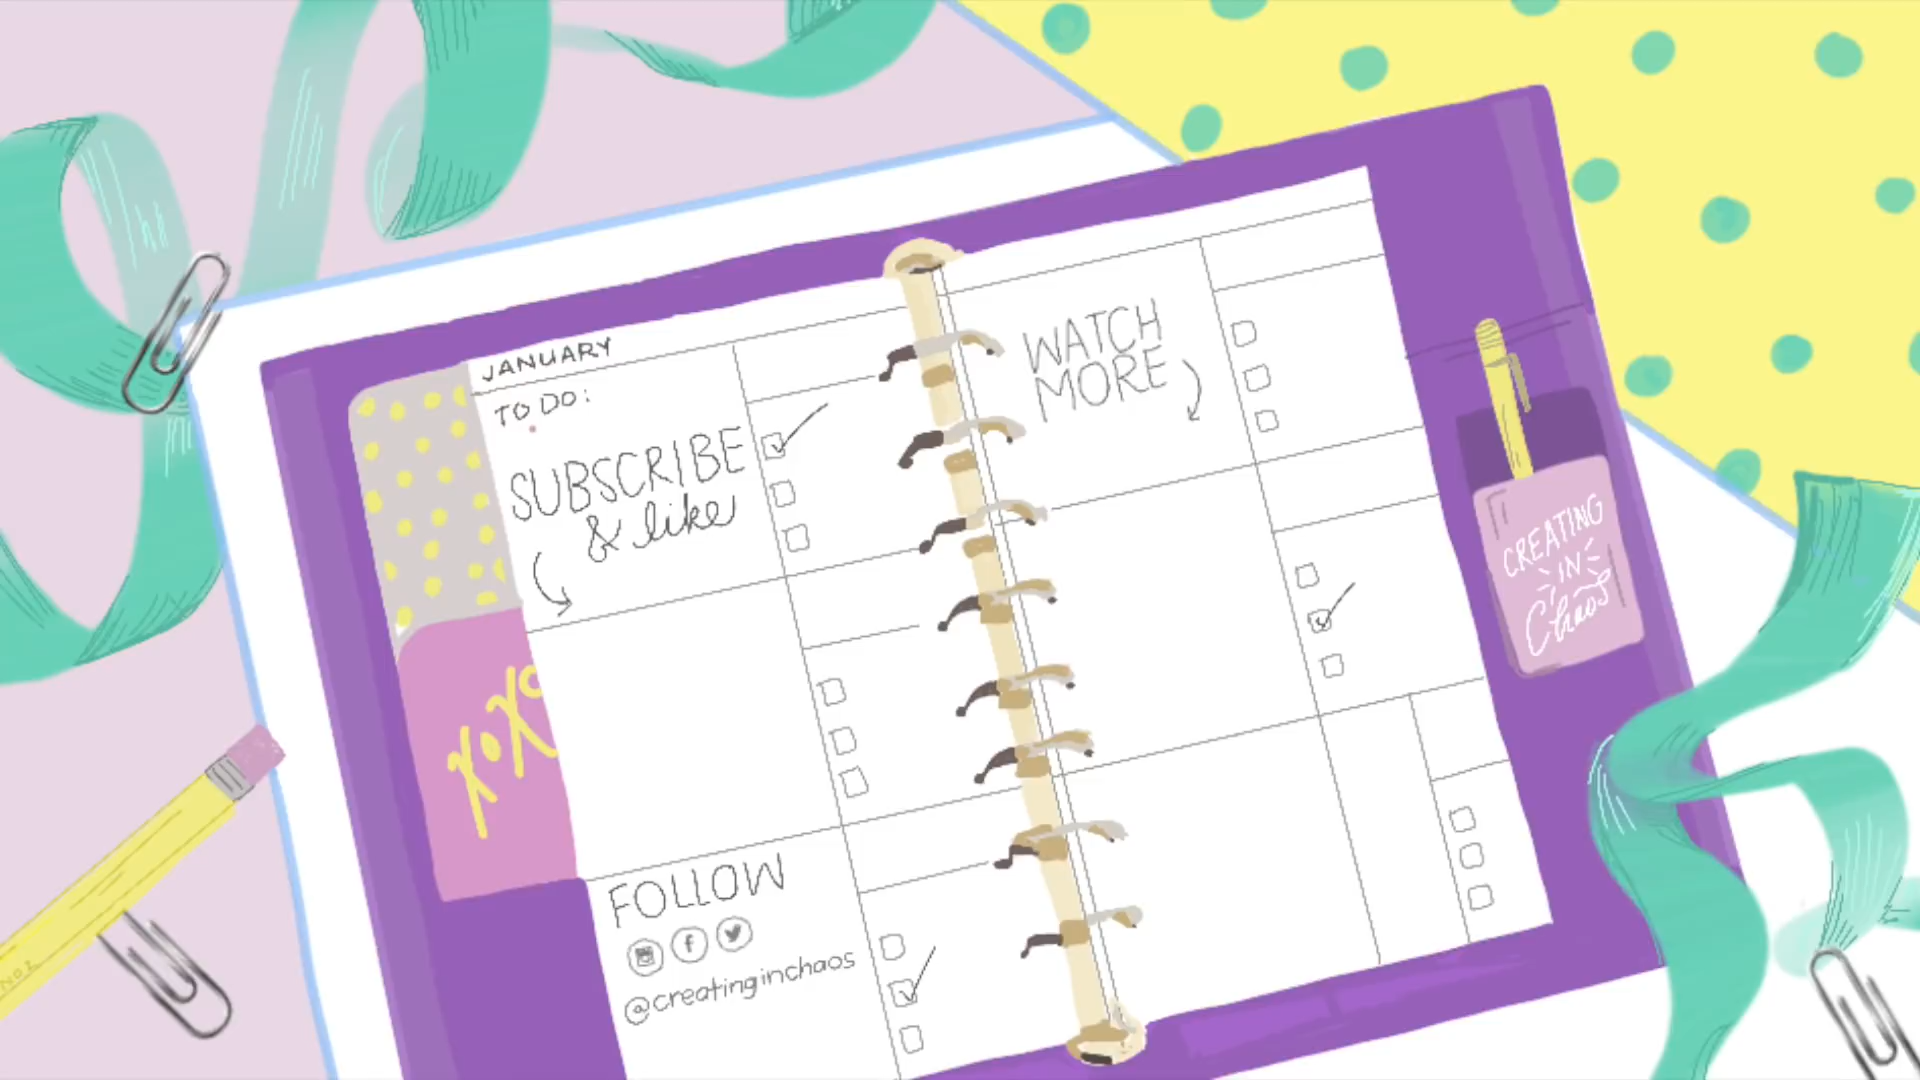 JANUARY
TO DO:
SUBSCRIBE
& like
WATCH
MORE
CREATING
IN
Chaos
XOXO
FOLLOW
@creatinginchaos